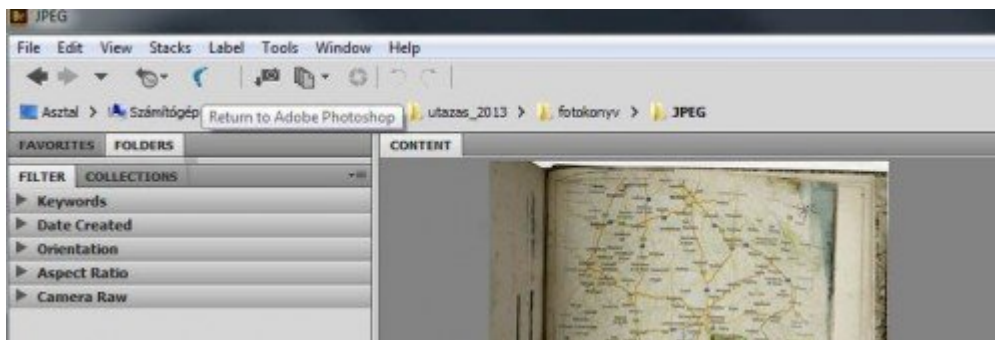 Br JPEG
File Edit View Stacks Label Tools Window Help
Asztal > Számítógép Return to Adobe Photoshop utazas_2013 > fotokonyv > JPEG
FAVORITES FOLDERS
CONTENT
FILTER COLLECTIONS
Keywords
Date Created
Orientation
Aspect Ratio
Camera Raw